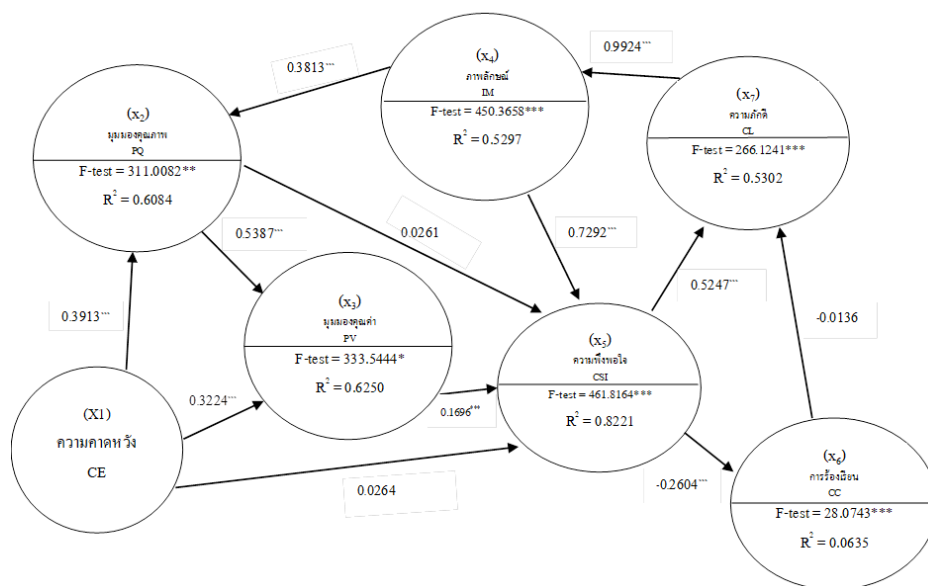 (x₄)
ภาพลักษณ์
IM
F-test = 450.3658***
R² = 0.5297
0.9924***
0.3813***
(x₇)
ความภักดี
CL
F-test = 266.1241***
R² = 0.5302
(x₂)
มุมมองคุณภาพ
PQ
F-test = 311.0082**
R² = 0.6084
0.5387***
0.0261
0.7292***
0.5247***
-0.0136
0.3913***
(x₃)
มุมมองคุณค่า
PV
F-test = 333.5444*
R² = 0.6250
(x₅)
ความพึงพอใจ
CSI
F-test = 461.8164***
R² = 0.8221
(X1)
ความคาดหวัง
CE
0.3224***
0.1696***
0.0264
-0.2604***
(x₆)
การร้องเรียน
CC
F-test = 28.0743***
R² = 0.0635